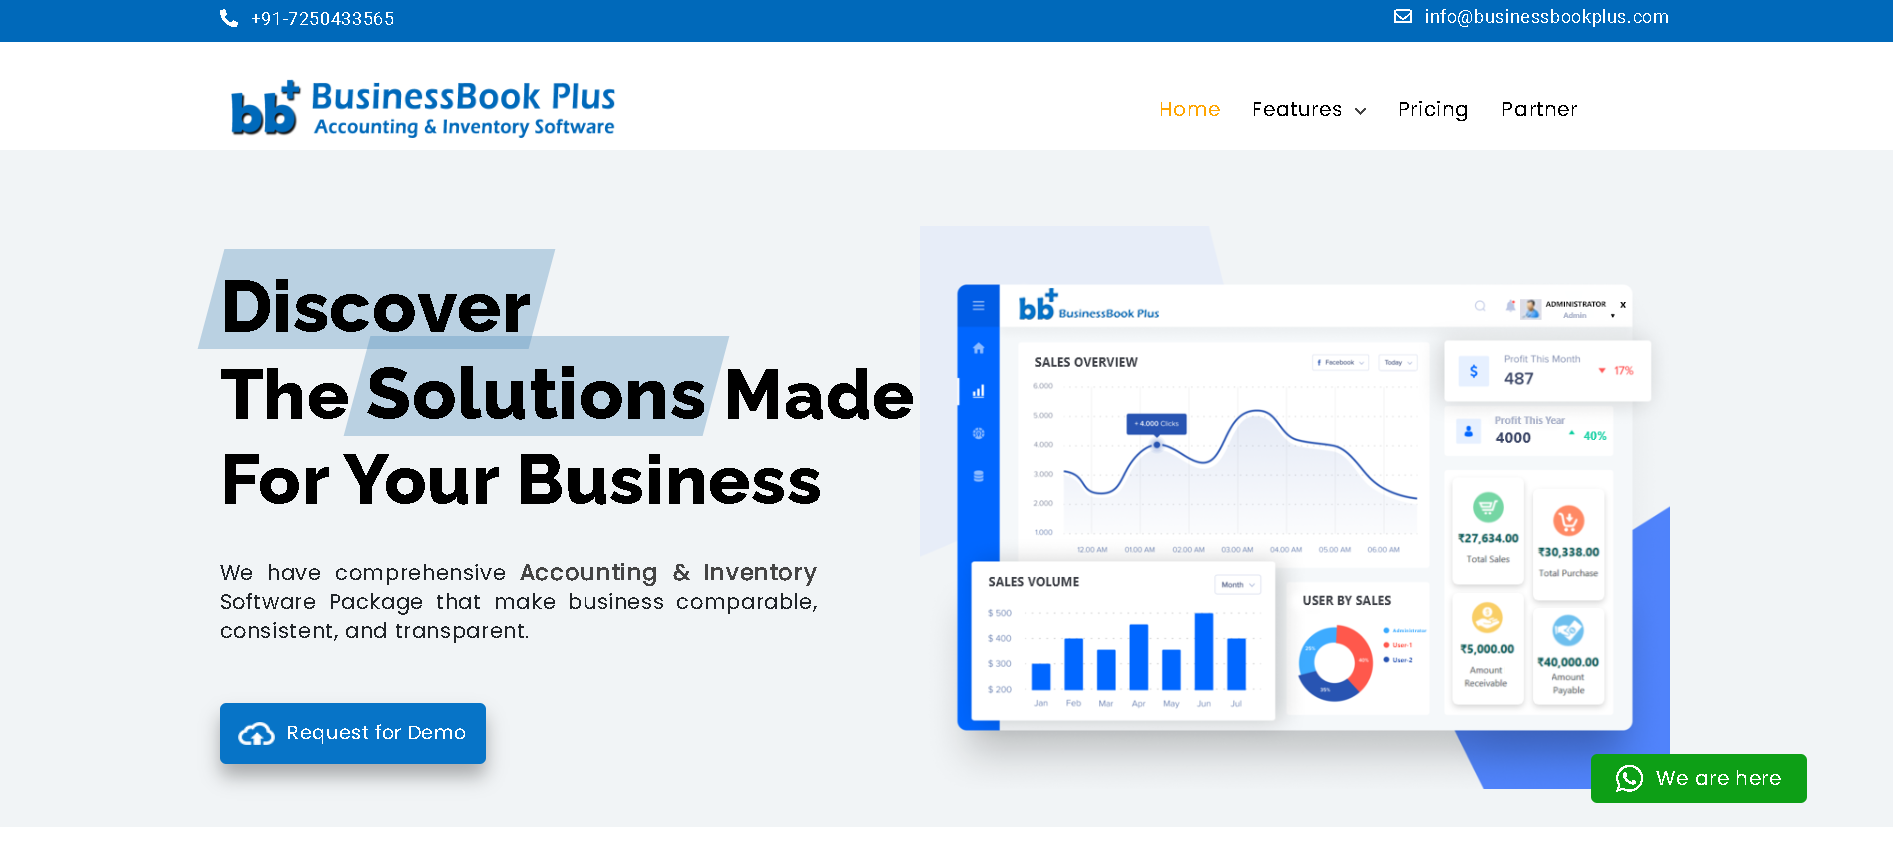 +91-7250433565
info@businessbookplus.com
bb+ BusinessBook Plus
Accounting & Inventory Software
Home Features Pricing Partner
Discover
The Solutions Made
For Your Business
We have comprehensive Accounting & Inventory
Software Package that make business comparable,
consistent, and transparent.
Request for Demo
bb+ BusinessBook Plus
ADMINISTRATOR X
Admin
SALES OVERVIEW
Facebook
Today
6.000
5.000
4.000
3.000
2.000
1.000
+ 4.000 Clicks
12.00 AM 01.00 AM 02.00 AM 03.00 AM 04.00 AM 05.00 AM 06.00 AM
Profit This Month
487
17%
Profit This Year
4000
40%
₹27,634.00
Total Sales
₹30,338.00
Total Purchase
₹5,000.00
Amount
Receivable
₹40,000.00
Amount
Payable
SALES VOLUME
Month
$ 500
$ 400
$ 300
$ 200
Jan Feb Mar Apr May Jun Jul
USER BY SALES
Administrator
User-1
User-2
We are here